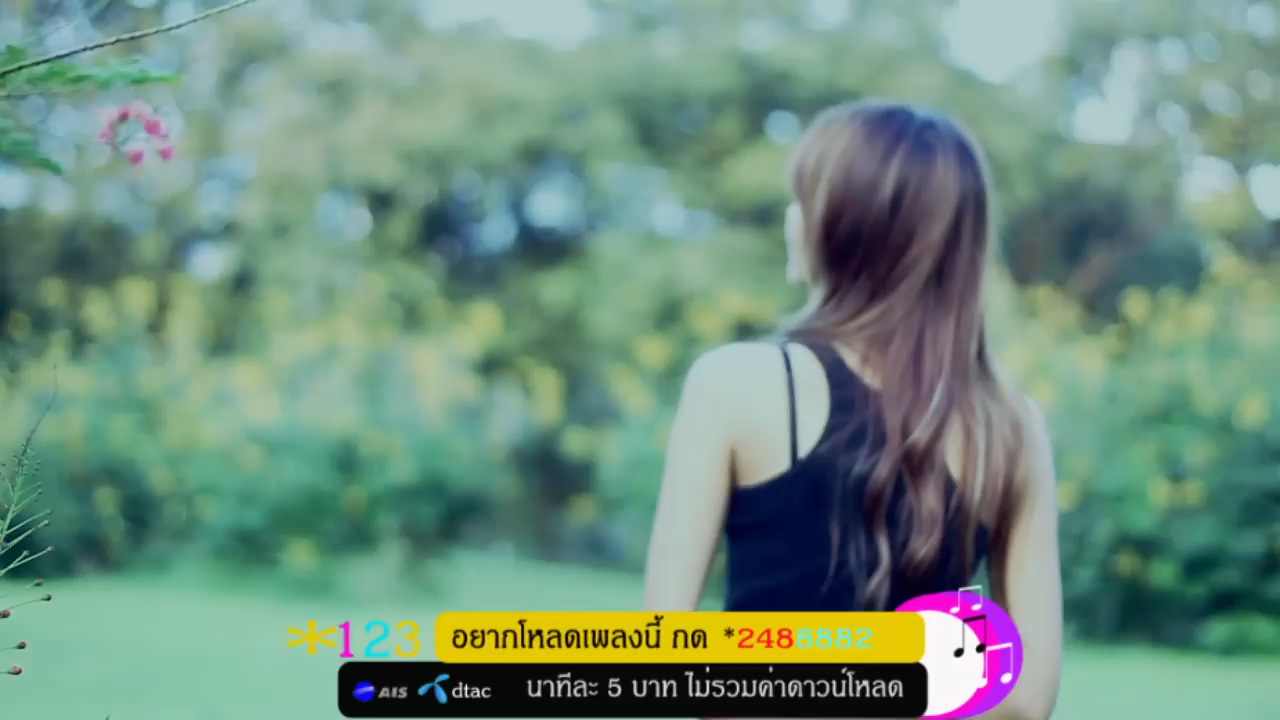 *123 อยากโหลดเพลงนี้ กด *2488882
AIS dtac นาทีละ 5 บาท ไม่รวมค่าดาวน์โหลด